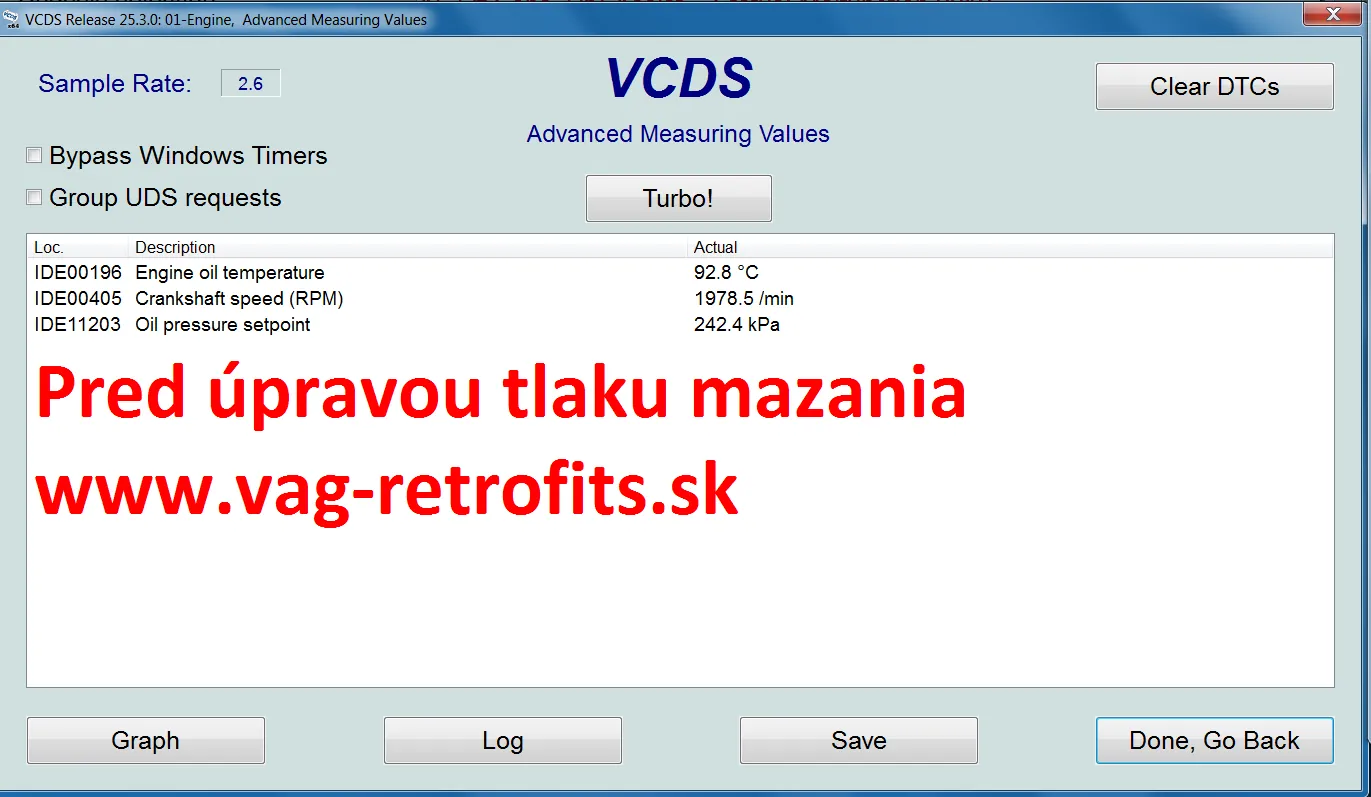 VCDS Release 25.3.0: 01-Engine, Advanced Measuring Values
Sample Rate: 2.6
VCDS
Clear DTCs
Advanced Measuring Values
Bypass Windows Timers
Group UDS requests
Turbo!
Loc. Description Actual
IDE00196 Engine oil temperature 92.8 °C
IDE00405 Crankshaft speed (RPM) 1978.5 /min
IDE11203 Oil pressure setpoint 242.4 kPa
Pred úpravou tlaku mazania
www.vag-retrofits.sk
Graph Log Save Done, Go Back